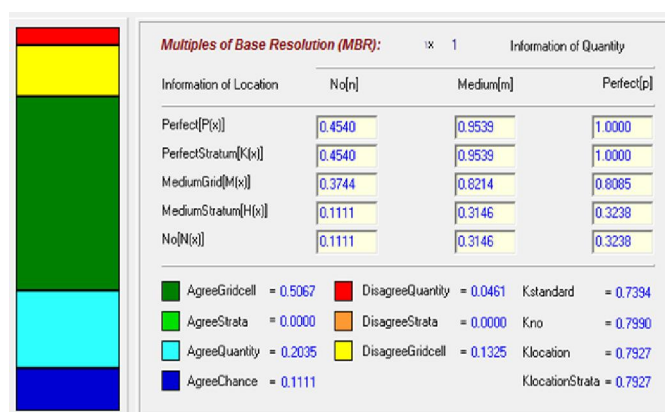 Multiples of Base Resolution (MBR): 1x 1 Information of Quantity
Information of Location No[n] Medium[m] Perfect[p]
Perfect[P(x)] 0.4540 0.9539 1.0000
PerfectStratum[K(x)] 0.4540 0.9539 1.0000
MediumGrid[M(x)] 0.3744 0.8214 0.8085
MediumStratum[H(x)] 0.1111 0.3146 0.3238
No[N(x)] 0.1111 0.3146 0.3238
AgreeGridcell = 0.5067 DisagreeQuantity = 0.0461 Kstandard = 0.7394
AgreeStrata = 0.0000 DisagreeStrata = 0.0000 Kno = 0.7990
AgreeQuantity = 0.2035 DisagreeGridcell = 0.1325 Klocation = 0.7927
AgreeChance = 0.1111 KlocationStrata = 0.7927